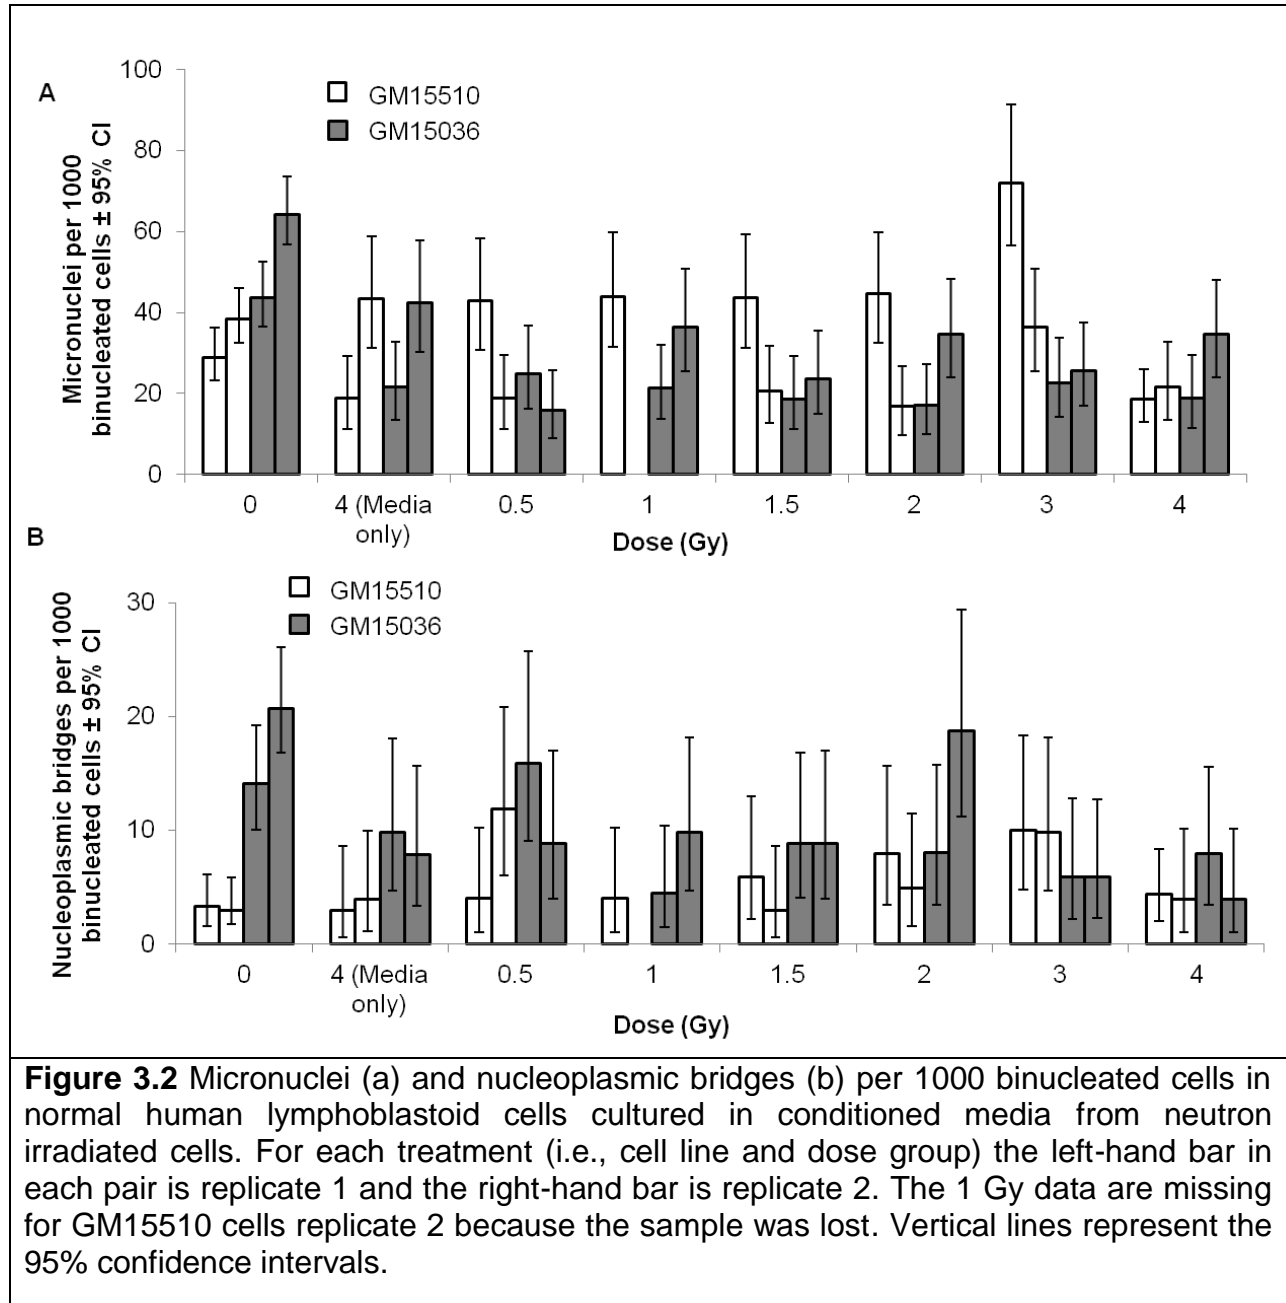 A
Micronuclei per 1000
binucleated cells ± 95% CI
100
80
60
40
20
0
GM15510
GM15036
0
4 (Media
only)
0.5
1
1.5
2
3
4
Dose (Gy)
B
Nucleoplasmic bridges per 1000
binucleated cells ± 95% CI
30
20
10
0
GM15510
GM15036
0
4 (Media
only)
0.5
1
1.5
2
3
4
Dose (Gy)
Figure 3.2 Micronuclei (a) and nucleoplasmic bridges (b) per 1000 binucleated cells in
normal human lymphoblastoid cells cultured in conditioned media from neutron
irradiated cells. For each treatment (i.e., cell line and dose group) the left-hand bar in
each pair is replicate 1 and the right-hand bar is replicate 2. The 1 Gy data are missing
for GM15510 cells replicate 2 because the sample was lost. Vertical lines represent the
95% confidence intervals.